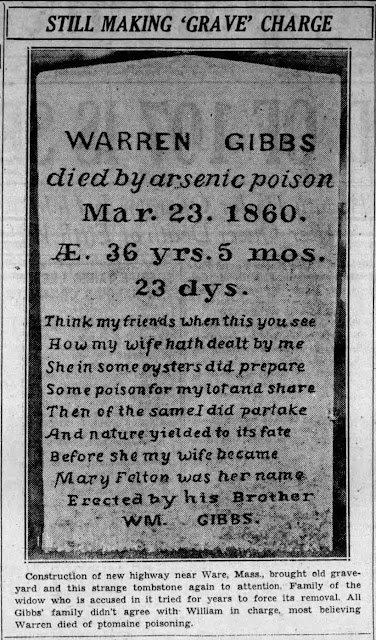 STILL MAKING 'GRAVE' CHARGE
WARREN GIBBS
died by arsenic poison
Mar. 23. 1860.
Æ. 36 yrs. 5 mos.
23 dys.
Think my friends when this you see
How my wife hath dealt by me
She in some oysters did prepare
Some poison for my lot and share
Then of the same I did partake
And nature yielded to its fate
Before she my wife became
Mary Felton was her name
Erected by his Brother
WM. GIBBS.
Construction of new highway near Ware, Mass., brought old grave-
yard and this strange tombstone again to attention. Family of the
widow who is accused in it tried for years to force its removal. All
Gibbs' family didn't agree with William in charge, most believing
Warren died of ptomaine poisoning.